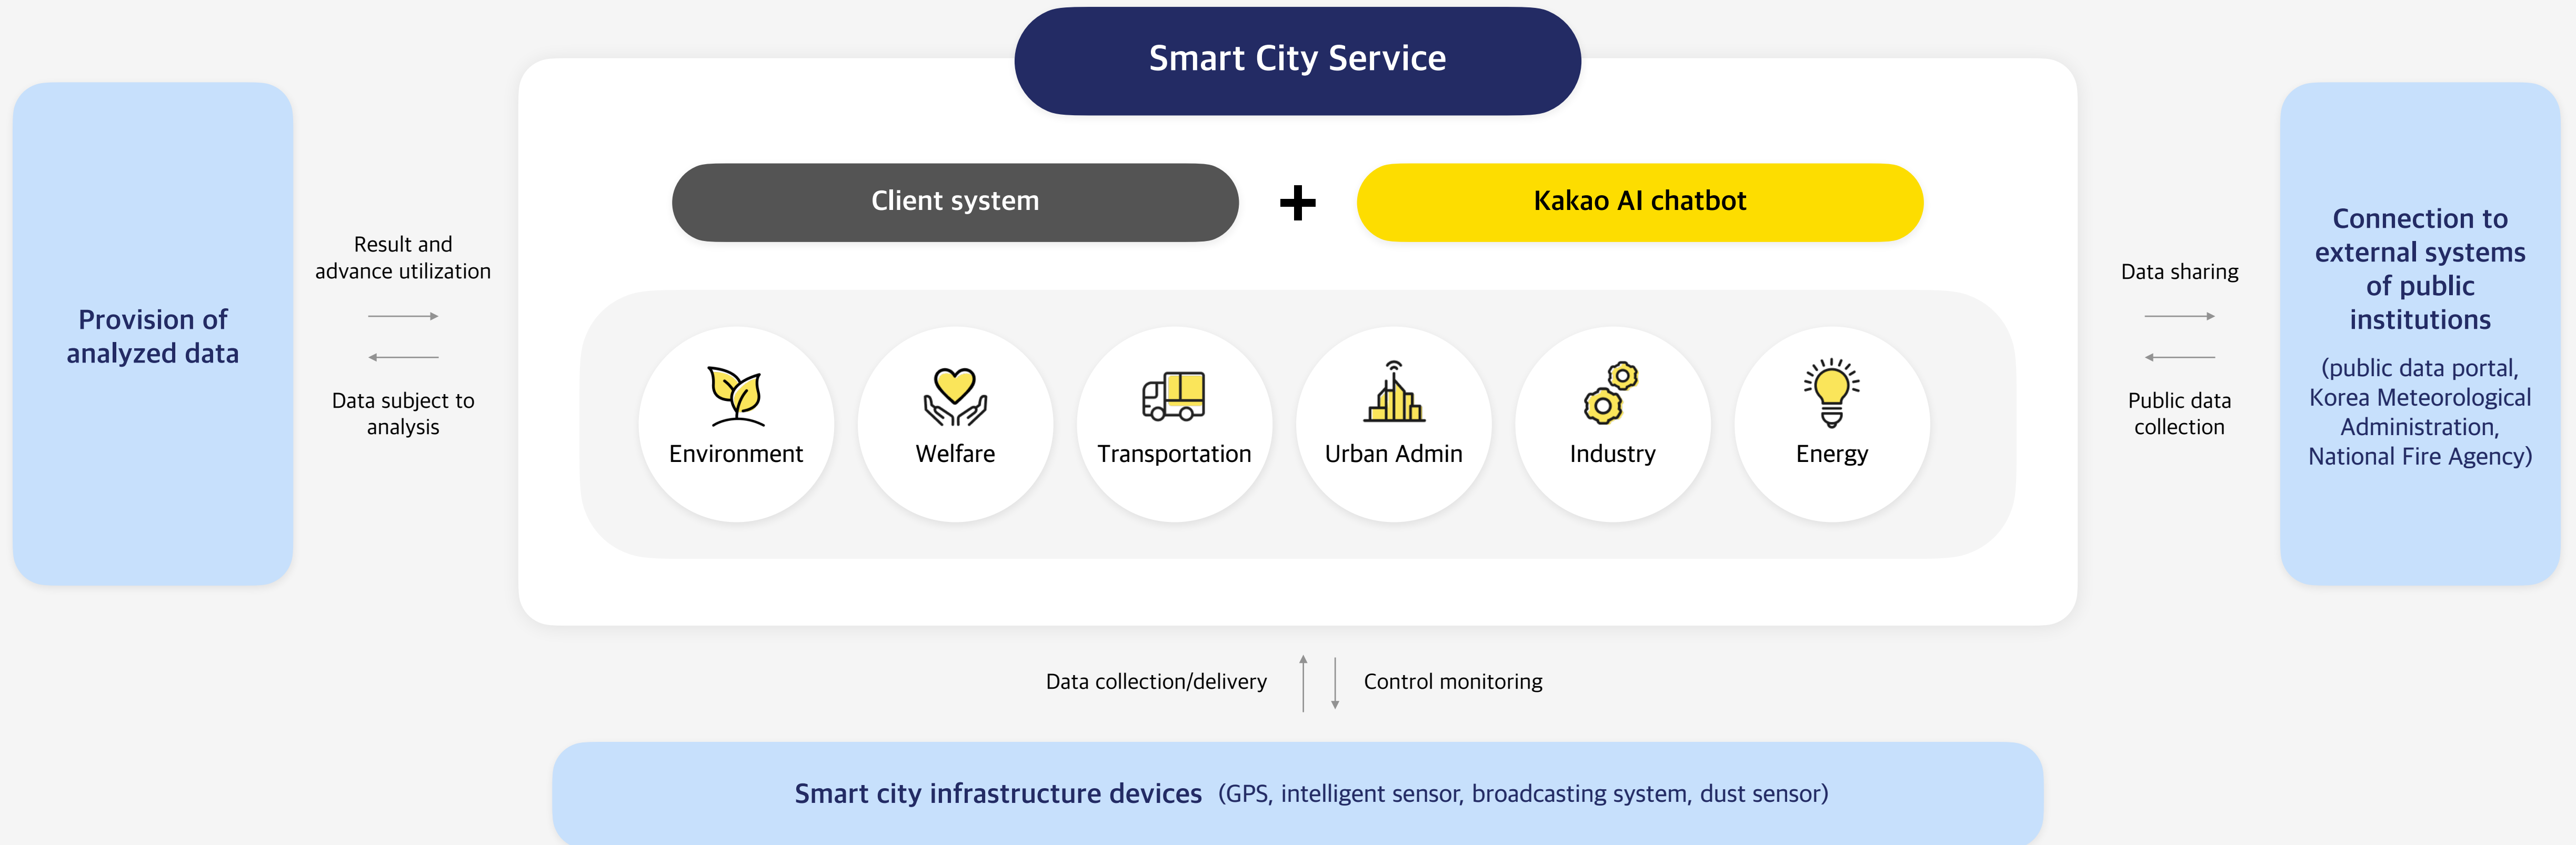 Smart City Service
Client system
Kakao AI chatbot
Provision of
analyzed data
Result and
advance utilization
Data subject to
analysis
Environment
Welfare
Transportation
Urban Admin
Industry
Energy
Data sharing
Public data
collection
Connection to
external systems
of public
institutions
(public data portal,
Korea Meteorological
Administration,
National Fire Agency)
Data collection/delivery
Control monitoring
Smart city infrastructure devices (GPS, intelligent sensor, broadcasting system, dust sensor)